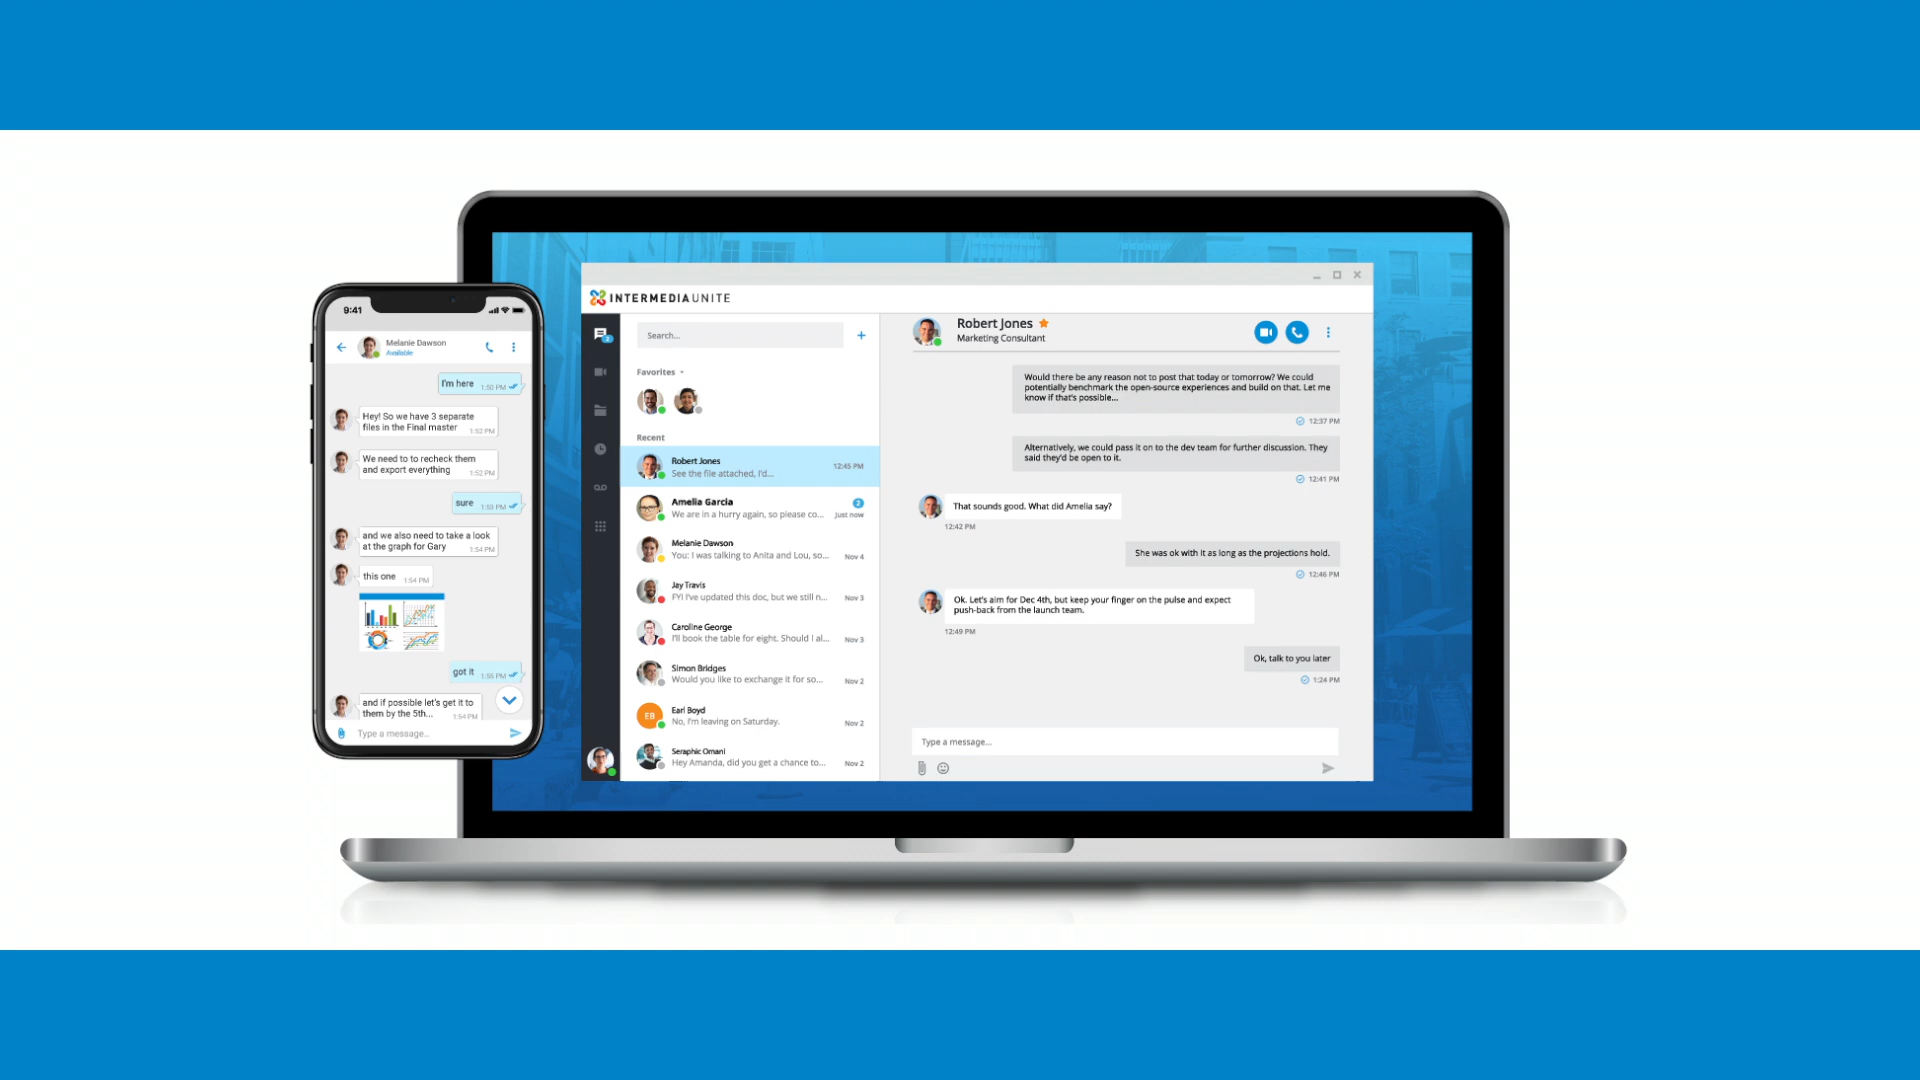 9:41
Melanie Dawson
Available
I'm here 1:50 PM
Hey! So we have 3 separate
files in the Final master 1:52 PM
We need to to recheck them
and export everything 1:52 PM
sure 1:53 PM
and we also need to take a look
at the graph for Gary 1:54 PM
this one 1:54 PM
got it 1:55 PM
and if possible let's get it to
them by the 5th... 1:54 PM
Type a message...
INTERMEDIA UNITE
2
Search...
Favorites
Recent
Robert Jones
See the file attached, I'd... 12:45 PM
Amelia Garcia 2
We are in a hurry again, so please co... Just now
Melanie Dawson
You: I was talking to Anita and Lou, so... Nov 4
Jay Travis
FYI I've updated this doc, but we still n... Nov 3
Caroline George
I'll book the table for eight. Should I al... Nov 3
Simon Bridges
Would you like to exchange it for so... Nov 2
EB
Earl Boyd
No, I'm leaving on Saturday. Nov 2
Seraphic Omani
Hey Amanda, did you get a chance to... Nov 2
Robert Jones
Marketing Consultant
Would there be any reason not to post that today or tomorrow? We could
potentially benchmark the open-source experiences and build on that. Let me
know if that's possible...
12:37 PM
Alternatively, we could pass it on to the dev team for further discussion. They
said they'd be open to it.
12:41 PM
That sounds good. What did Amelia say?
12:42 PM
She was ok with it as long as the projections hold.
12:46 PM
Ok. Let's aim for Dec 4th, but keep your finger on the pulse and expect
push-back from the launch team.
12:49 PM
Ok, talk to you later
1:24 PM
Type a message...